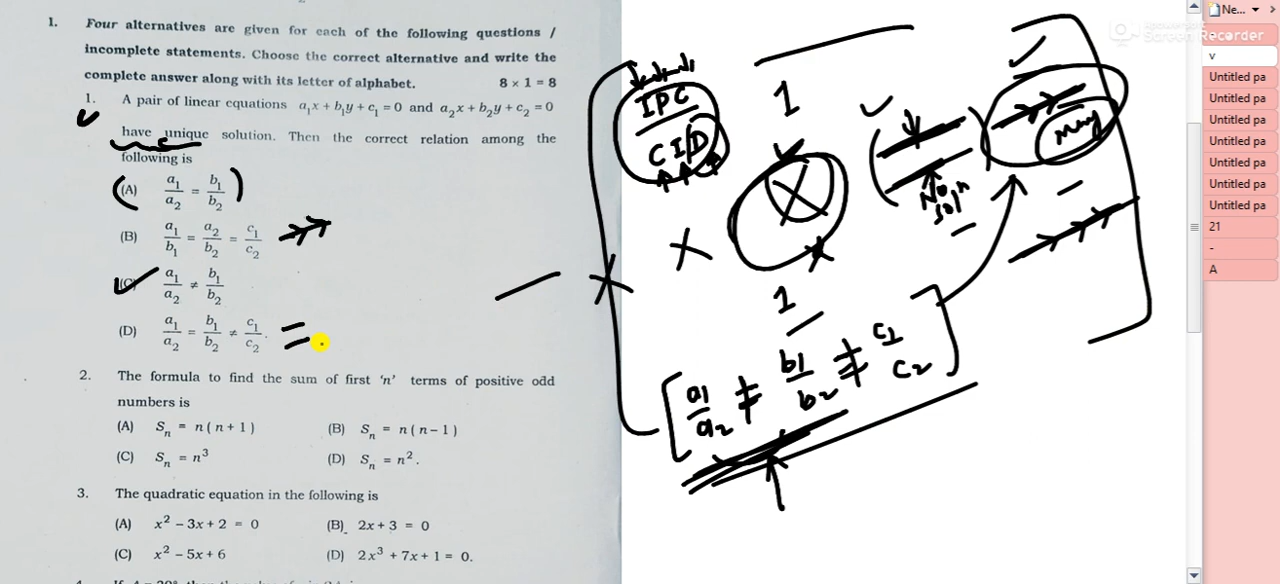 1. Four alternatives are given for each of the following questions /
incomplete statements. Choose the correct alternative and write the
complete answer along with its letter of alphabet. 8 × 1 = 8
1. A pair of linear equations a₁x + b₁y + c₁ = 0 and a₂x + b₂y + c₂ = 0
have unique solution. Then the correct relation among the
following is
(A) a₁/a₂ = b₁/b₂
(B) a₁/b₁ = a₂/b₂ = c₁/c₂
(C) a₁/a₂ ≠ b₁/b₂
(D) a₁/a₂ = b₁/b₂ ≠ c₁/c₂.
2. The formula to find the sum of first 'n' terms of positive odd
numbers is
(A) Sₙ = n ( n + 1 ) (B) Sₙ = n ( n − 1 )
(C) Sₙ = n³ (D) Sₙ = n².
3. The quadratic equation in the following is
(A) x² − 3x + 2 = 0 (B) 2x + 3 = 0
(C) x² − 5x + 6 (D) 2x³ + 7x + 1 = 0.
IPC
CID
1
No
solⁿ
Many
1
a1/a2 ≠ b1/b2 ≠ c1/c2
Screen Recorder
Ne...
v
Untitled pa
Untitled pa
Untitled pa
Untitled pa
Untitled pa
Untitled pa
Untitled pa
21
-
A